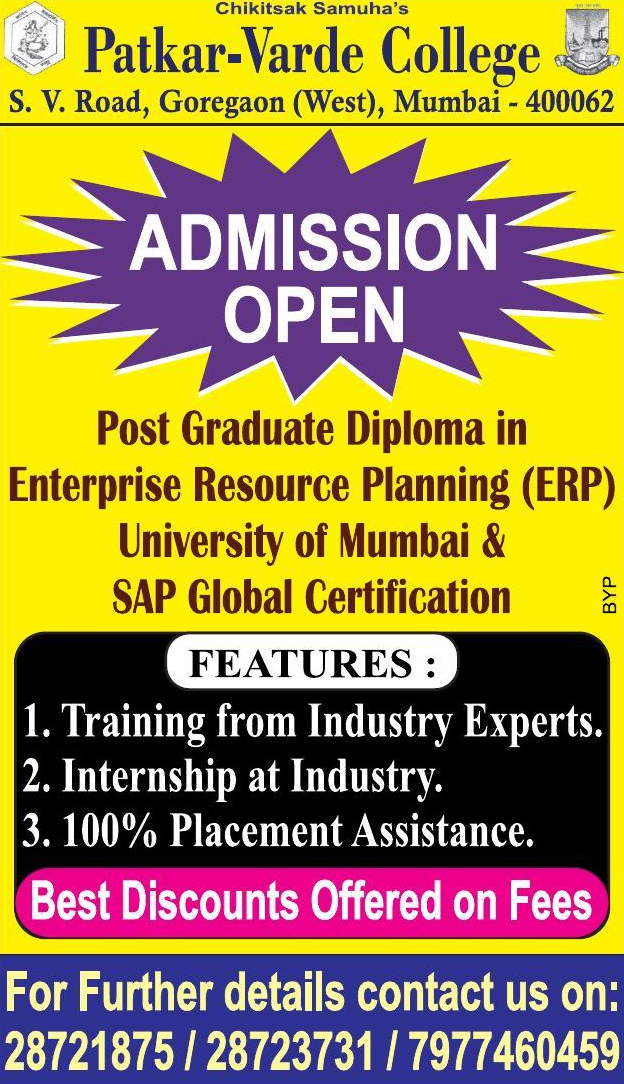 Chikitsak Samuha's
Patkar-Varde College
S. V. Road, Goregaon (West), Mumbai - 400062
ADMISSION
OPEN
Post Graduate Diploma in
Enterprise Resource Planning (ERP)
University of Mumbai &
SAP Global Certification
BYP
FEATURES :
1. Training from Industry Experts.
2. Internship at Industry.
3. 100% Placement Assistance.
Best Discounts Offered on Fees
For Further details contact us on:
28721875 / 28723731 / 7977460459